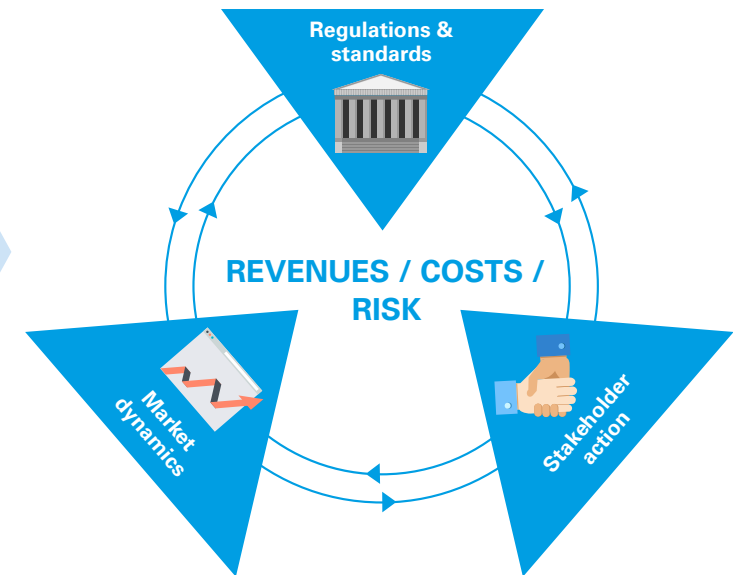 Regulations &
standards
REVENUES / COSTS /
RISK
Market
dynamics
Stakeholder
action